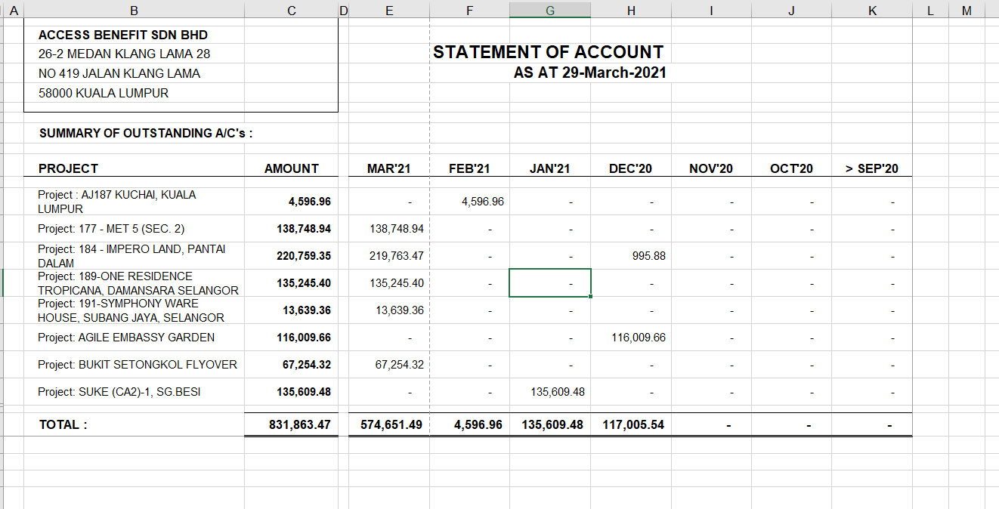 A B C D E F G H I J K L M
ACCESS BENEFIT SDN BHD
26-2 MEDAN KLANG LAMA 28
NO 419 JALAN KLANG LAMA
58000 KUALA LUMPUR
STATEMENT OF ACCOUNT
AS AT 29-March-2021
SUMMARY OF OUTSTANDING A/C's :
PROJECT AMOUNT MAR'21 FEB'21 JAN'21 DEC'20 NOV'20 OCT'20 > SEP'20
Project : AJ187 KUCHAI, KUALA
LUMPUR 4,596.96 - 4,596.96 - - - - -
Project: 177 - MET 5 (SEC. 2) 138,748.94 138,748.94 - - - - - -
Project: 184 - IMPERO LAND, PANTAI
DALAM 220,759.35 219,763.47 - - 995.88 - - -
Project: 189-ONE RESIDENCE
TROPICANA, DAMANSARA SELANGOR 135,245.40 135,245.40 - - - - - -
Project: 191-SYMPHONY WARE
HOUSE, SUBANG JAYA, SELANGOR 13,639.36 13,639.36 - - - - - -
Project: AGILE EMBASSY GARDEN 116,009.66 - - - 116,009.66 - - -
Project: BUKIT SETONGKOL FLYOVER 67,254.32 67,254.32 - - - - - -
Project: SUKE (CA2)-1, SG.BESI 135,609.48 - - 135,609.48 - - - -
TOTAL : 831,863.47 574,651.49 4,596.96 135,609.48 117,005.54 - - -